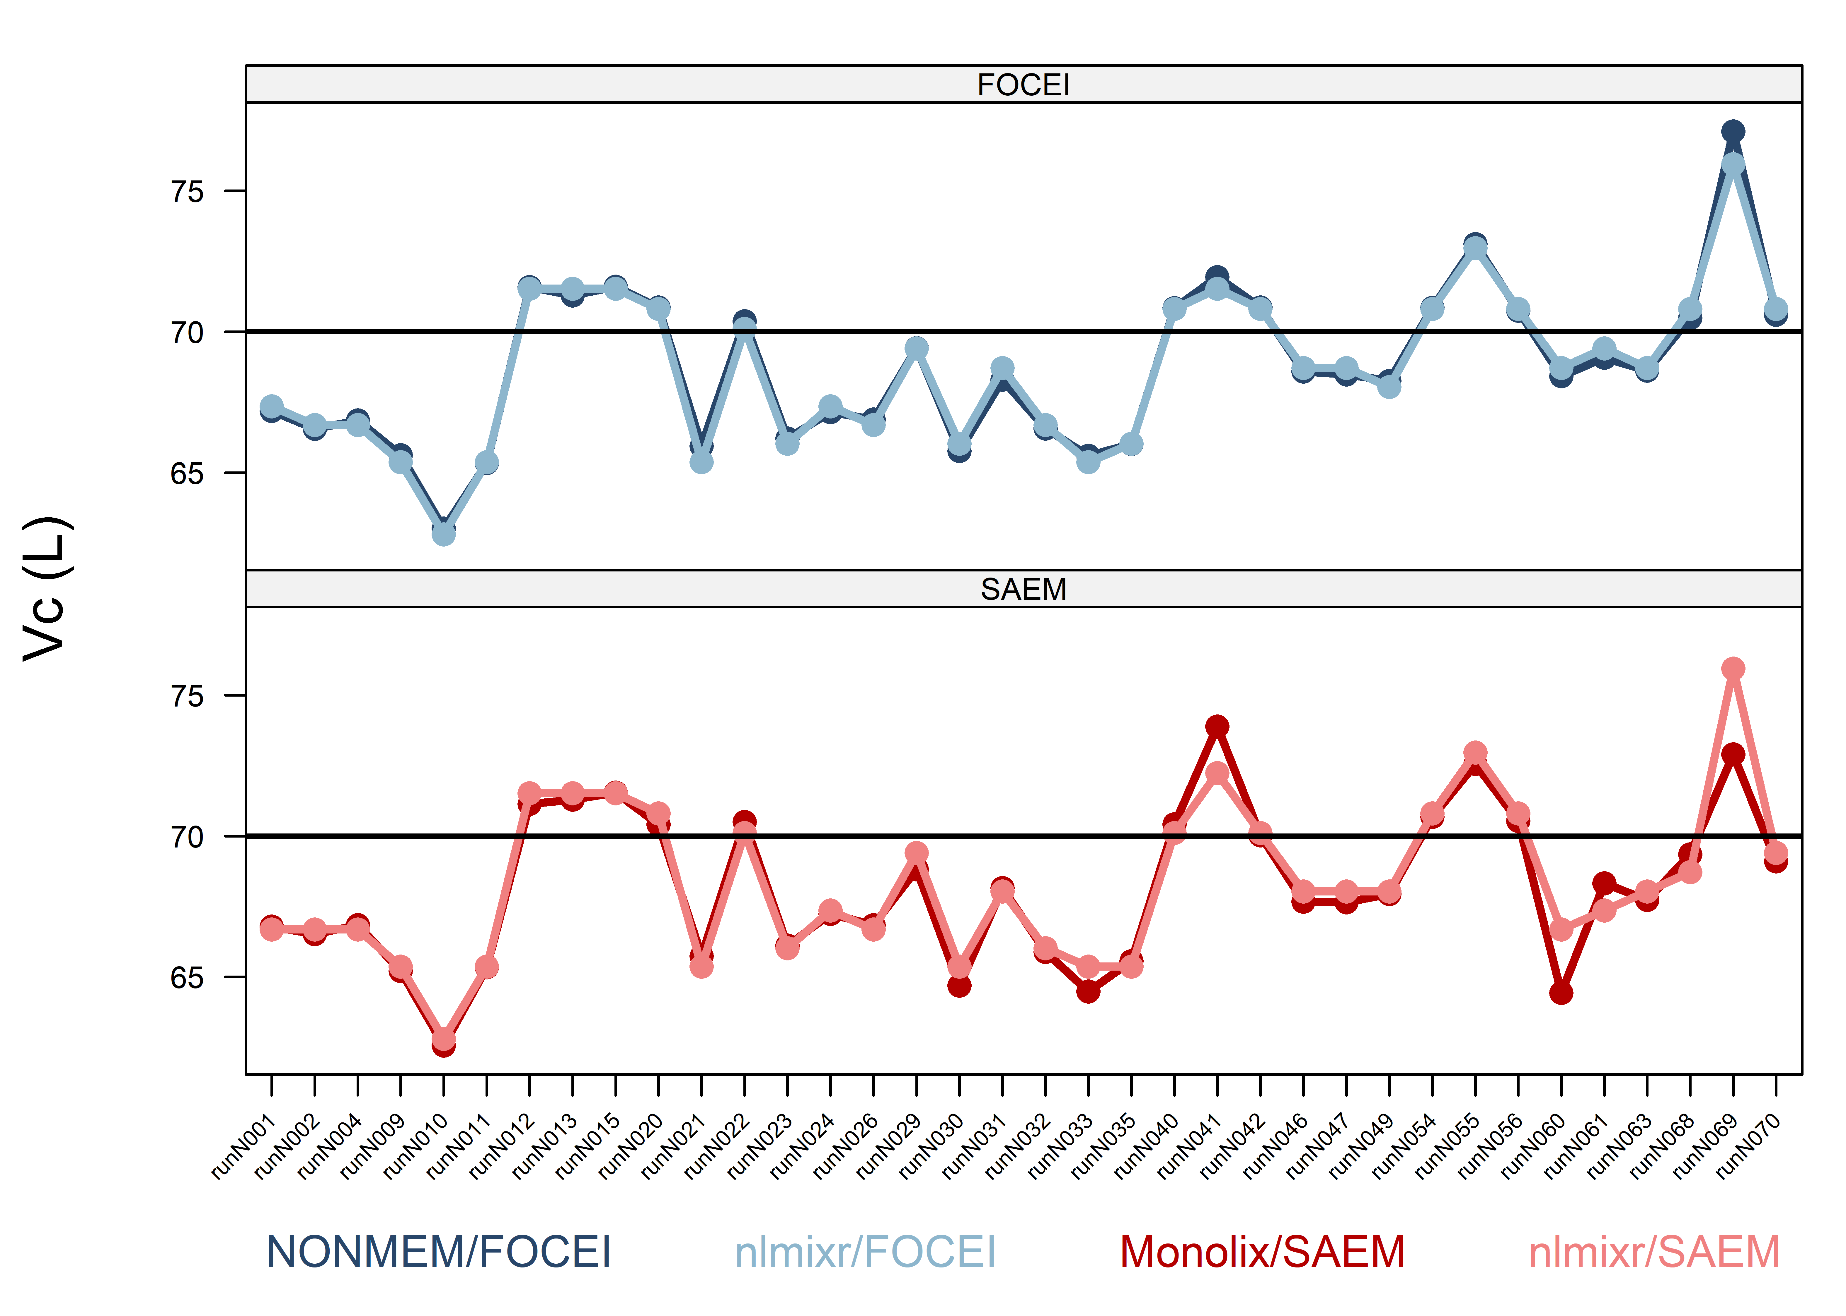 FOCEI
75
70
65
Vc (L)
SAEM
75
70
65
runN001 runN002 runN004 runN009 runN010 runN011 runN012 runN013 runN015 runN020 runN021 runN022 runN023 runN024 runN026 runN029 runN030 runN031 runN032 runN033 runN035 runN040 runN041 runN042 runN046 runN047 runN049 runN054 runN055 runN056 runN060 runN061 runN063 runN068 runN069 runN070
NONMEM/FOCEI nlmixr/FOCEI Monolix/SAEM nlmixr/SAEM